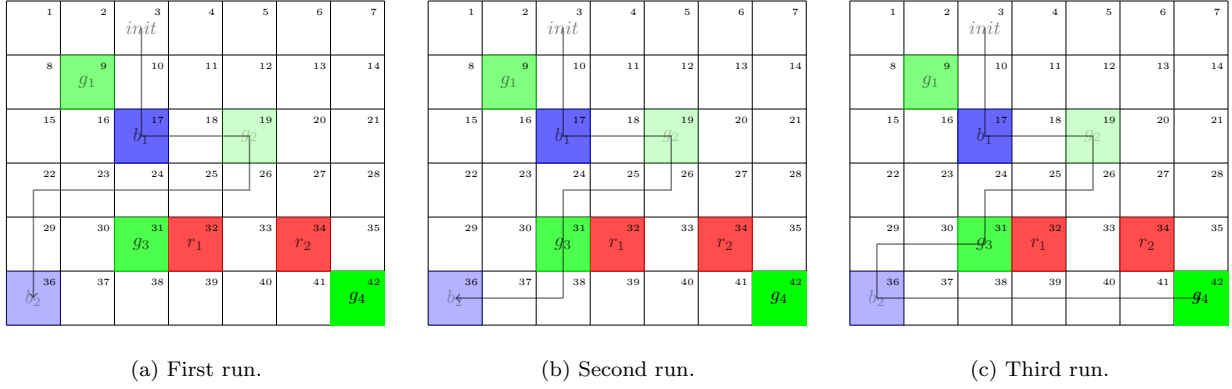 1 2 3 4 5 6 7
init
8 9 10 11 12 13 14
g₁
15 16 17 18 19 20 21
b₁ g₂
22 23 24 25 26 27 28
29 30 31 32 33 34 35
g₃ r₁ r₂
36 37 38 39 40 41 42
b₂ g₄
(a) First run.
1 2 3 4 5 6 7
init
8 9 10 11 12 13 14
g₁
15 16 17 18 19 20 21
b₁ g₂
22 23 24 25 26 27 28
29 30 31 32 33 34 35
g₃ r₁ r₂
36 37 38 39 40 41 42
b₂ g₄
(b) Second run.
1 2 3 4 5 6 7
init
8 9 10 11 12 13 14
g₁
15 16 17 18 19 20 21
b₁ g₂
22 23 24 25 26 27 28
29 30 31 32 33 34 35
g₃ r₁ r₂
36 37 38 39 40 41 42
b₂ g₄
(c) Third run.